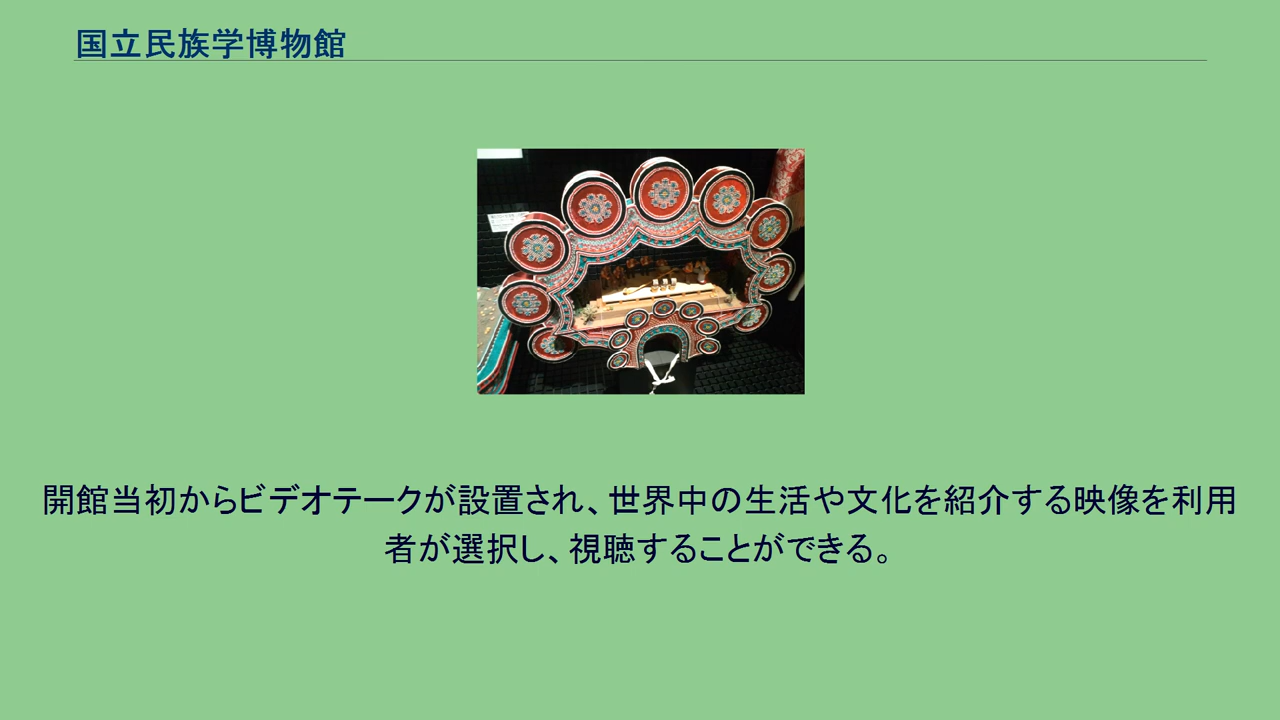 国立民族学博物館
開館当初からビデオテークが設置され、世界中の生活や文化を紹介する映像を利用
者が選択し、視聴することができる。